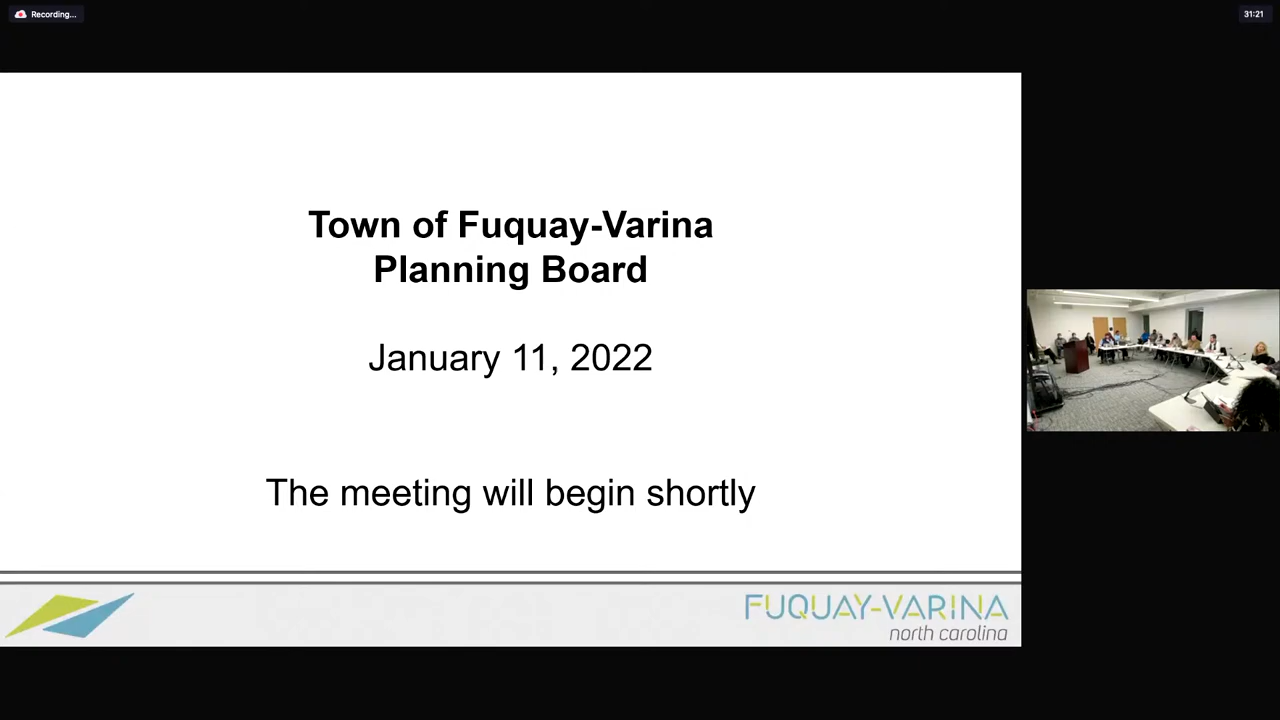 Recording...
31:21
Town of Fuquay-Varina
Planning Board
January 11, 2022
The meeting will begin shortly
FUQUAY-VARINA
north carolina